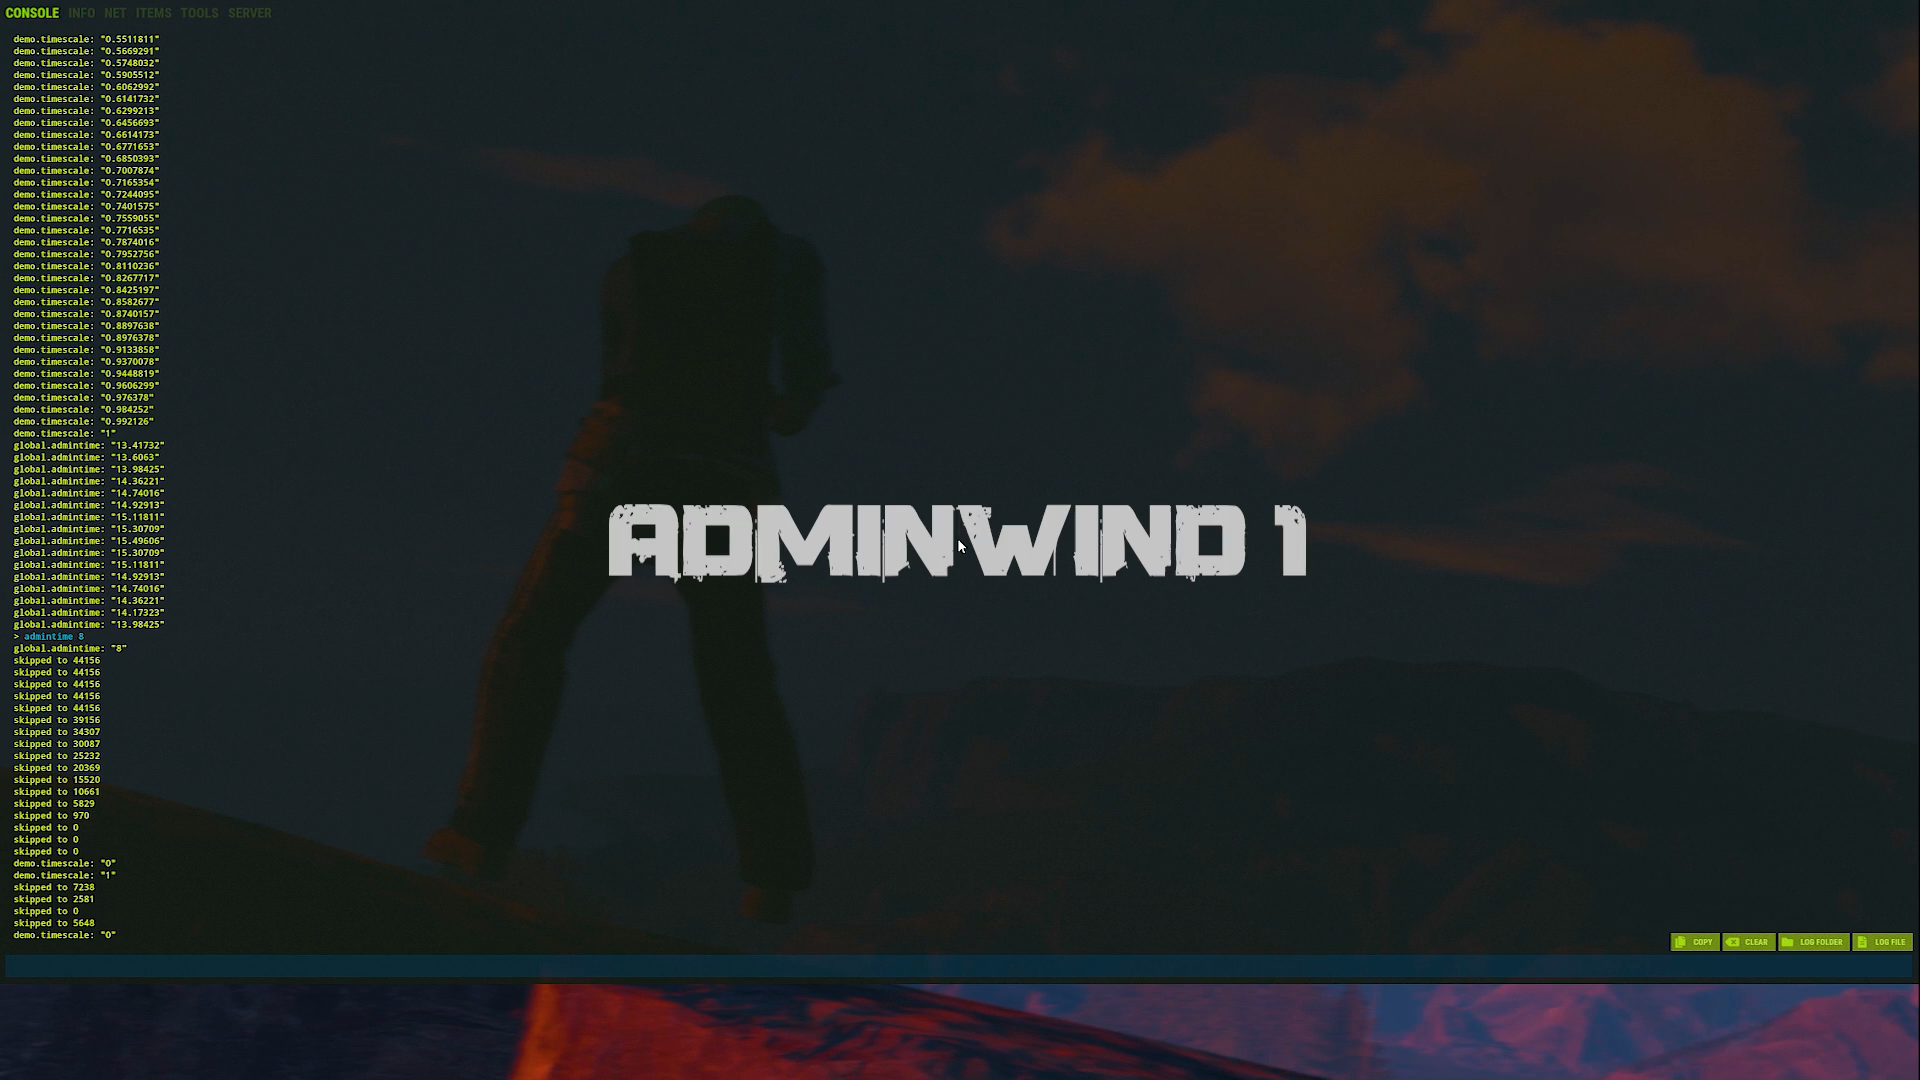 CONSOLE INFO NET ITEMS TOOLS SERVER
demo.timescale: "0.5511811"
demo.timescale: "0.5669291"
demo.timescale: "0.5748032"
demo.timescale: "0.5905512"
demo.timescale: "0.6062992"
demo.timescale: "0.6141732"
demo.timescale: "0.6299213"
demo.timescale: "0.6456693"
demo.timescale: "0.6614173"
demo.timescale: "0.6771653"
demo.timescale: "0.6850393"
demo.timescale: "0.7007874"
demo.timescale: "0.7165354"
demo.timescale: "0.7244095"
demo.timescale: "0.7401575"
demo.timescale: "0.7559055"
demo.timescale: "0.7716535"
demo.timescale: "0.7874016"
demo.timescale: "0.7952756"
demo.timescale: "0.8110236"
demo.timescale: "0.8267717"
demo.timescale: "0.8425197"
demo.timescale: "0.8582677"
demo.timescale: "0.8740157"
demo.timescale: "0.8897638"
demo.timescale: "0.8976378"
demo.timescale: "0.9133858"
demo.timescale: "0.9370078"
demo.timescale: "0.9448819"
demo.timescale: "0.9606299"
demo.timescale: "0.976378"
demo.timescale: "0.984252"
demo.timescale: "0.992126"
demo.timescale: "1"
global.admintime: "13.41732"
global.admintime: "13.6063"
global.admintime: "13.98425"
global.admintime: "14.36221"
global.admintime: "14.74016"
global.admintime: "14.92913"
global.admintime: "15.11811"
global.admintime: "15.30709"
global.admintime: "15.49606"
global.admintime: "15.30709"
global.admintime: "15.11811"
global.admintime: "14.92913"
global.admintime: "14.74016"
global.admintime: "14.36221"
global.admintime: "14.17323"
global.admintime: "13.98425"
> admintime 8
global.admintime: "8"
skipped to 44156
skipped to 44156
skipped to 44156
skipped to 44156
skipped to 44156
skipped to 39156
skipped to 34307
skipped to 30087
skipped to 25232
skipped to 20369
skipped to 15520
skipped to 10661
skipped to 5829
skipped to 970
skipped to 0
skipped to 0
skipped to 0
demo.timescale: "0"
demo.timescale: "1"
skipped to 7238
skipped to 2581
skipped to 0
skipped to 5648
demo.timescale: "0"
ADMINWIND 1
COPY CLEAR LOG FOLDER LOG FILE